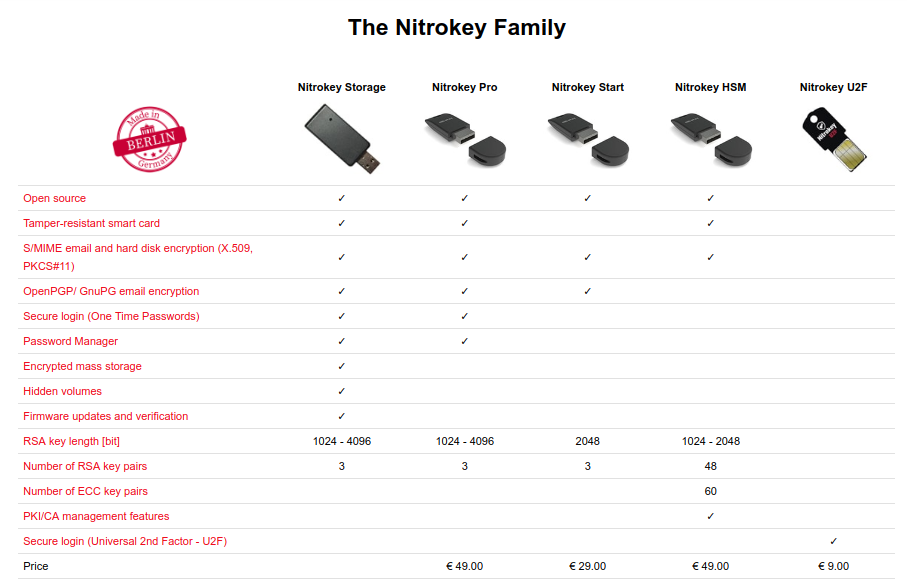 The Nitrokey Family
Nitrokey Storage Nitrokey Pro Nitrokey Start Nitrokey HSM Nitrokey U2F
Made in
BERLIN
Germany
Nitrokey
Open source ✓ ✓ ✓ ✓
Tamper-resistant smart card ✓ ✓ ✓
S/MIME email and hard disk encryption (X.509,
PKCS#11) ✓ ✓ ✓ ✓
OpenPGP/ GnuPG email encryption ✓ ✓ ✓
Secure login (One Time Passwords) ✓ ✓
Password Manager ✓ ✓
Encrypted mass storage ✓
Hidden volumes ✓
Firmware updates and verification ✓
RSA key length [bit] 1024 - 4096 1024 - 4096 2048 1024 - 2048
Number of RSA key pairs 3 3 3 48
Number of ECC key pairs 60
PKI/CA management features ✓
Secure login (Universal 2nd Factor - U2F) ✓
Price € 49.00 € 29.00 € 49.00 € 9.00